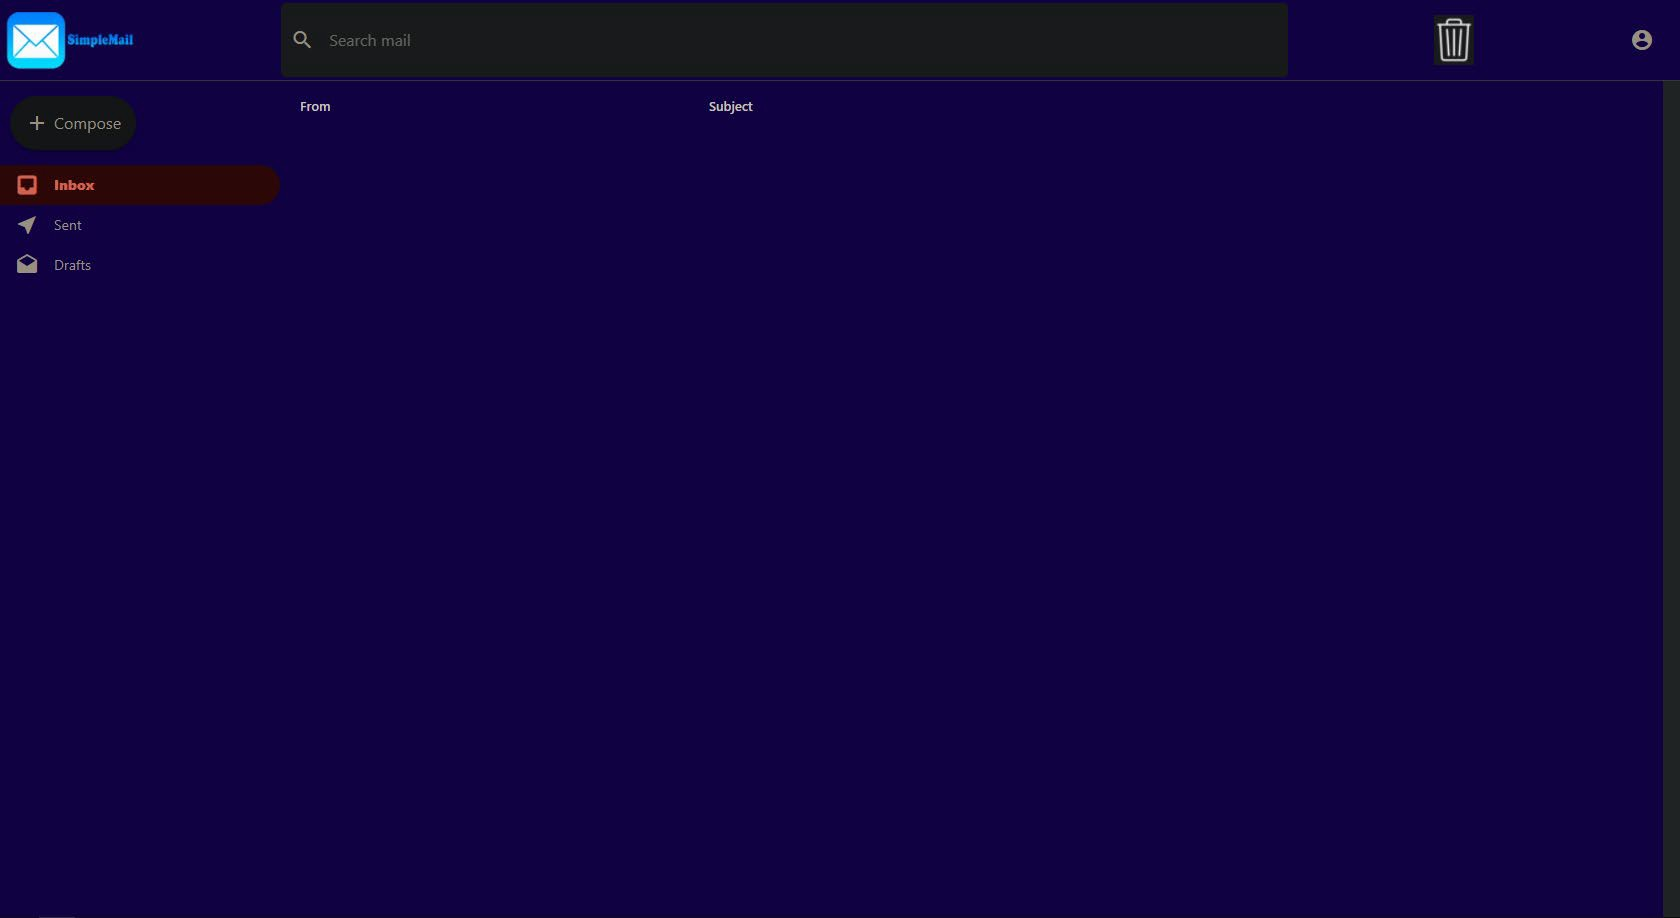 SimpleMail
Search mail
Compose
From
Subject
Inbox
Sent
Drafts